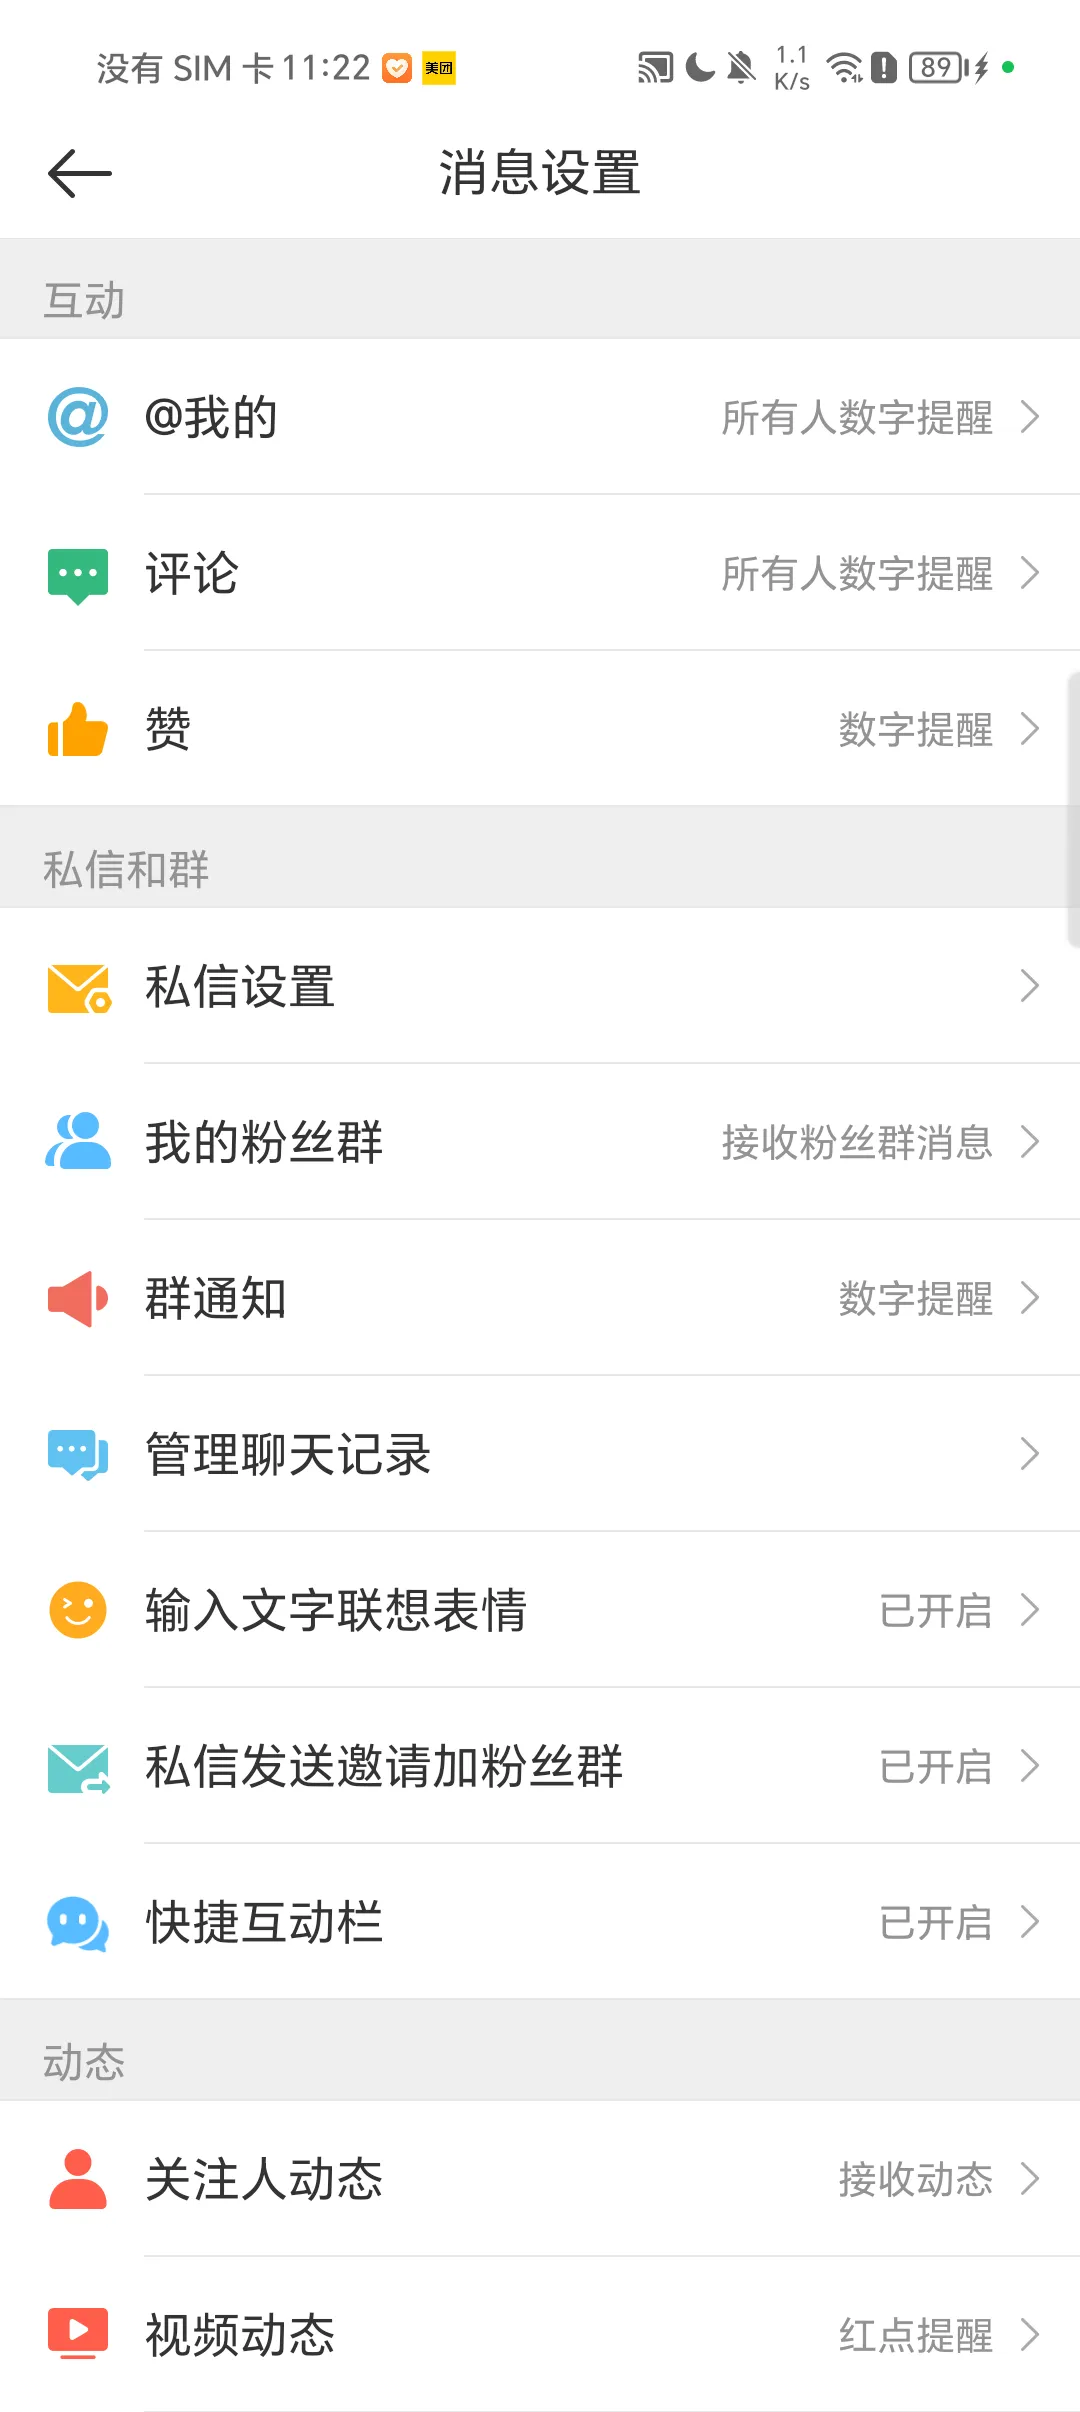 没有 SIM 卡 11:22 美团 1.1 K/s 89
消息设置
互动
@我的 所有人数字提醒
评论 所有人数字提醒
赞 数字提醒
私信和群
私信设置
我的粉丝群 接收粉丝群消息
群通知 数字提醒
管理聊天记录
输入文字联想表情 已开启
私信发送邀请加粉丝群 已开启
快捷互动栏 已开启
动态
关注人动态 接收动态
视频动态 红点提醒